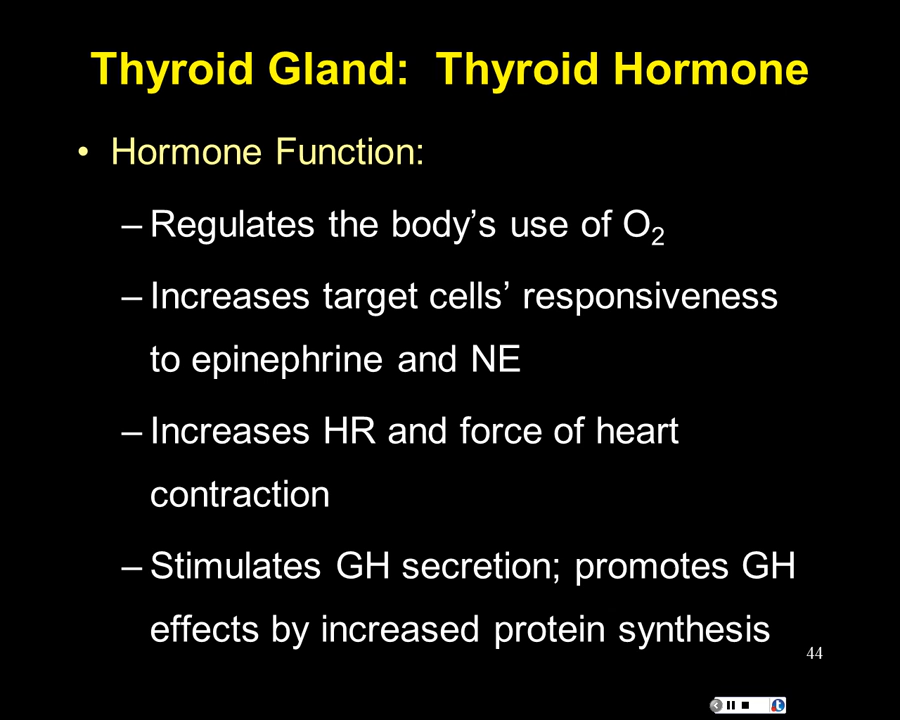 Thyroid Gland:  Thyroid Hormone
• Hormone Function:
– Regulates the body’s use of O₂
– Increases target cells’ responsiveness
to epinephrine and NE
– Increases HR and force of heart
contraction
– Stimulates GH secretion; promotes GH
effects by increased protein synthesis
44